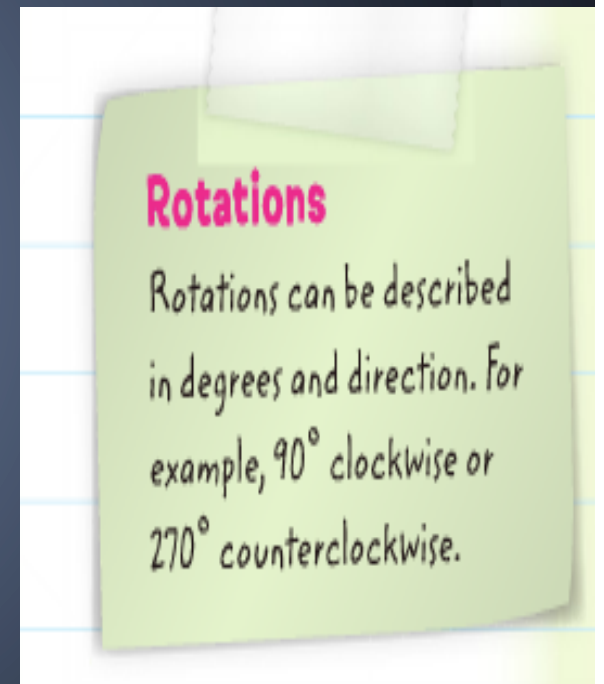 Rotations
Rotations can be described
in degrees and direction. For
example, 90° clockwise or
270° counterclockwise.